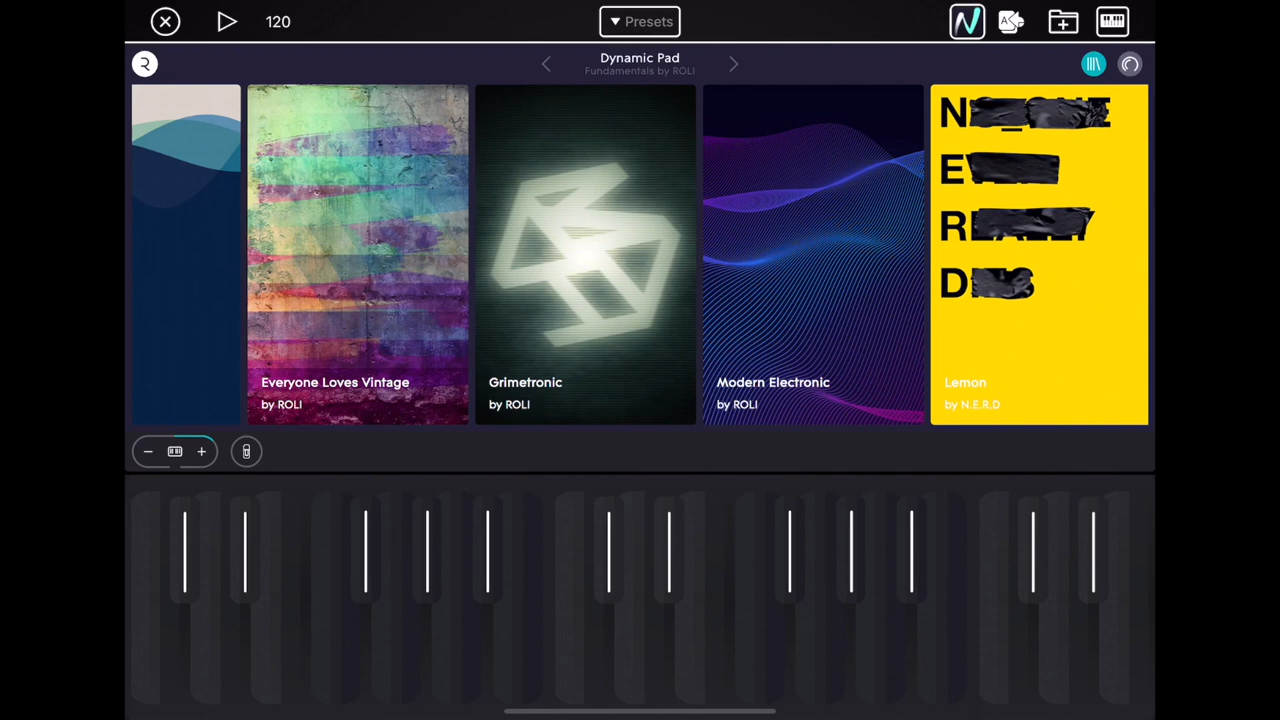 120
▼ Presets
Dynamic Pad
Fundamentals by ROLI
Everyone Loves Vintage
by ROLI
Grimetronic
by ROLI
Modern Electronic
by ROLI
Lemon
by N.E.R.D